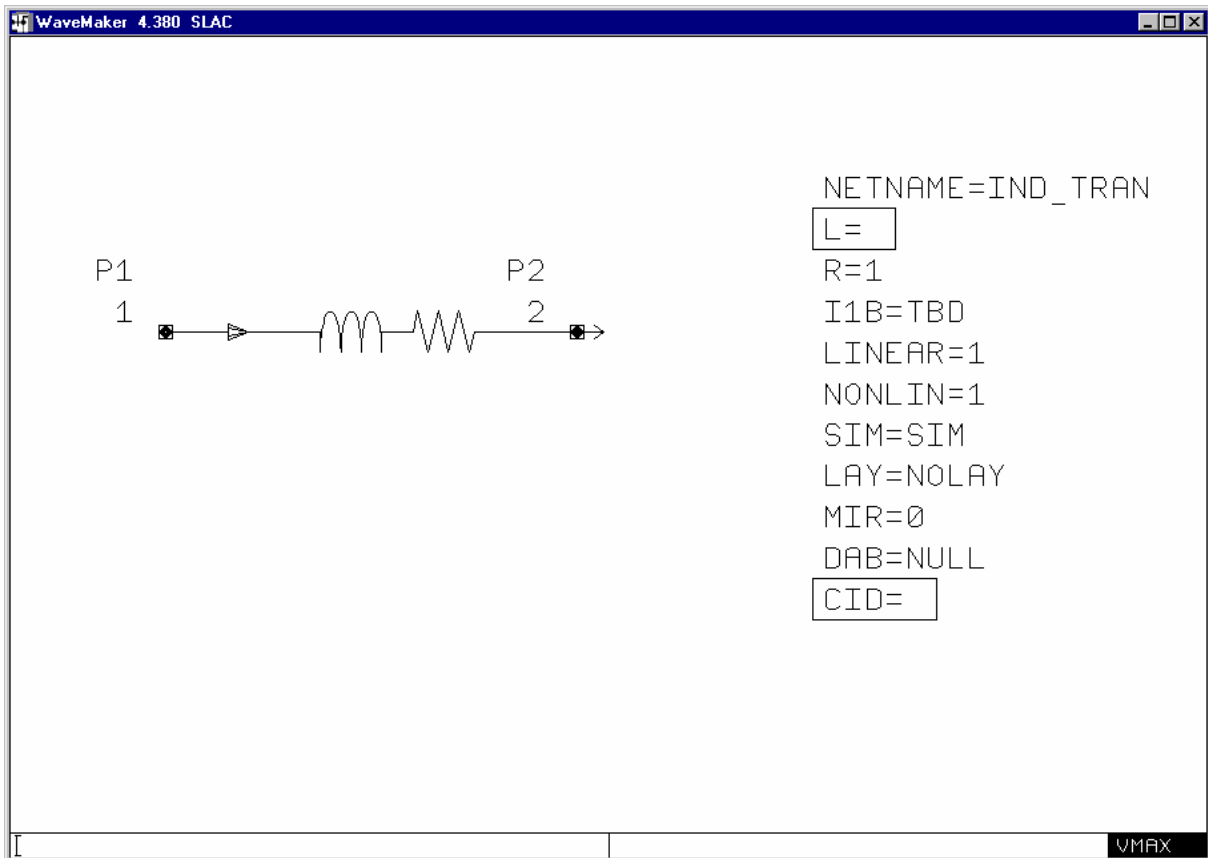 WaveMaker 4.380 SLAC
NETNAME=IND_TRAN
L=
P1
P2
R=1
1
2
I1B=TBD
LINEAR=1
NONLIN=1
SIM=SIM
LAY=NOLAY
MIR=0
DAB=NULL
CID=
VMAX